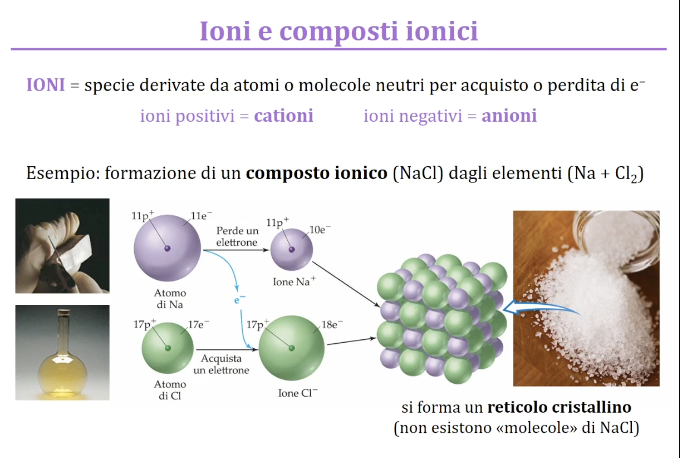 Ioni e composti ionici
IONI = specie derivate da atomi o molecole neutri per acquisto o perdita di e⁻
ioni positivi = cationi ioni negativi = anioni
Esempio: formazione di un composto ionico (NaCl) dagli elementi (Na + Cl₂)
11p⁺ 11e⁻
Perde un
elettrone
11p⁺ 10e⁻
Atomo
di Na
Ione Na⁺
e⁻
17p⁺ 17e⁻
Acquista
un elettrone
17p⁺ 18e⁻
Atomo
di Cl
Ione Cl⁻
si forma un reticolo cristallino
(non esistono «molecole» di NaCl)